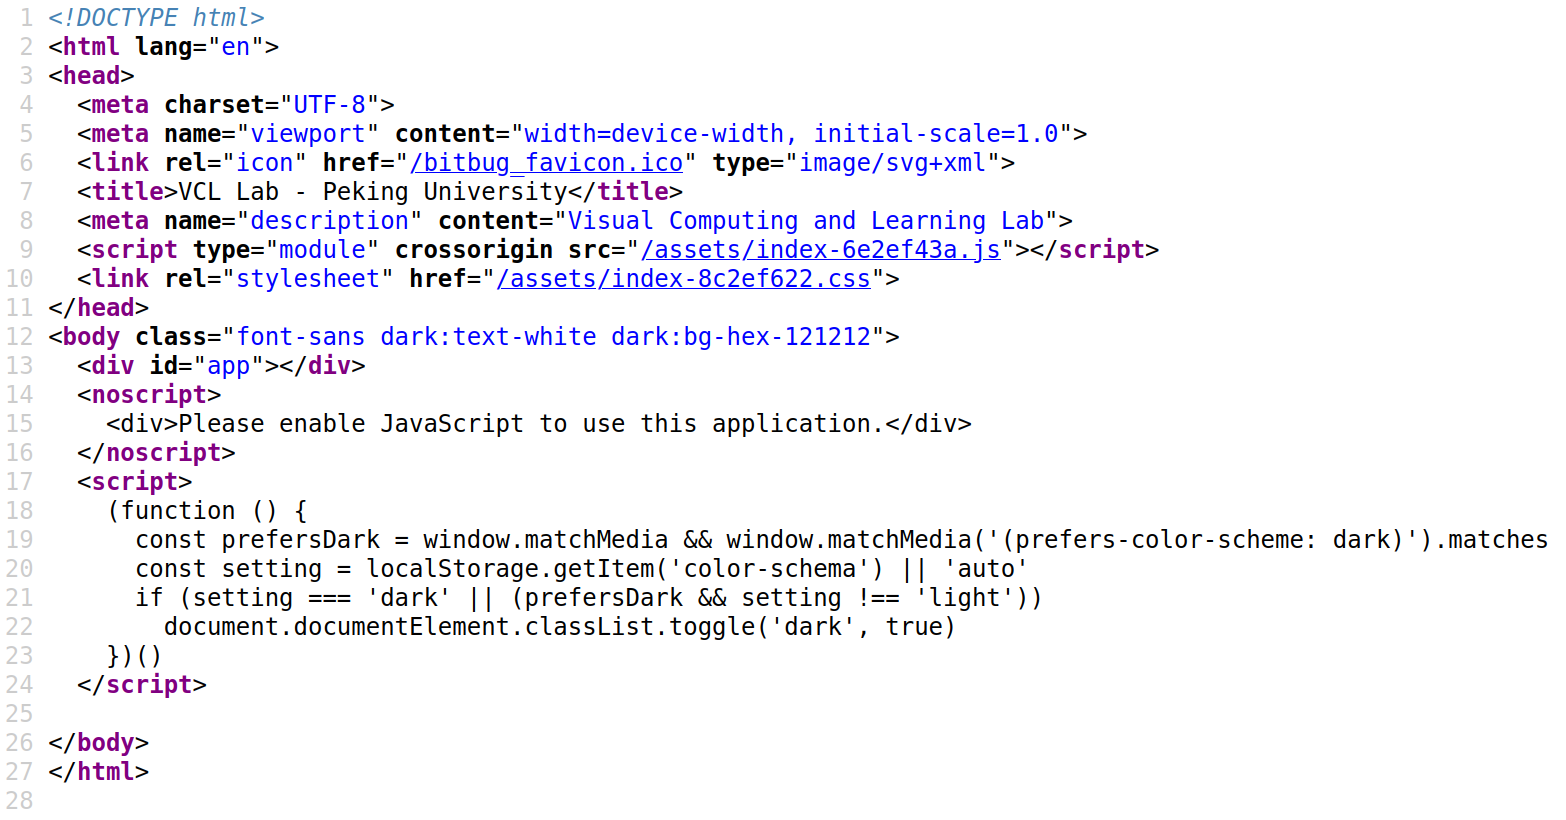 1 <!DOCTYPE html>
2 <html lang="en">
3 <head>
4   <meta charset="UTF-8">
5   <meta name="viewport" content="width=device-width, initial-scale=1.0">
6   <link rel="icon" href="/bitbug_favicon.ico" type="image/svg+xml">
7   <title>VCL Lab - Peking University</title>
8   <meta name="description" content="Visual Computing and Learning Lab">
9   <script type="module" crossorigin src="/assets/index-6e2ef43a.js"></script>
10   <link rel="stylesheet" href="/assets/index-8c2ef622.css">
11 </head>
12 <body class="font-sans dark:text-white dark:bg-hex-121212">
13   <div id="app"></div>
14   <noscript>
15     <div>Please enable JavaScript to use this application.</div>
16   </noscript>
17   <script>
18     (function () {
19       const prefersDark = window.matchMedia && window.matchMedia('(prefers-color-scheme: dark)').matches
20       const setting = localStorage.getItem('color-schema') || 'auto'
21       if (setting === 'dark' || (prefersDark && setting !== 'light'))
22         document.documentElement.classList.toggle('dark', true)
23     })()
24   </script>
25
26 </body>
27 </html>
28